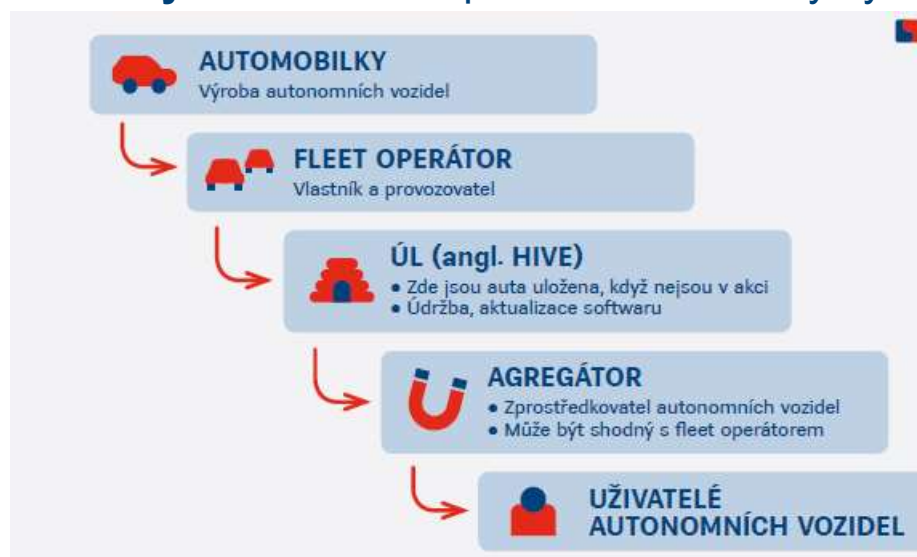 AUTOMOBILKY
Výroba autonomních vozidel
FLEET OPERÁTOR
Vlastník a provozovatel
ÚL (angl. HIVE)
• Zde jsou auta uložena, když nejsou v akci
• Údržba, aktualizace softwaru
AGREGÁTOR
• Zprostředkovatel autonomních vozidel
• Může být shodný s fleet operátorem
UŽIVATELÉ
AUTONOMNÍCH VOZIDEL